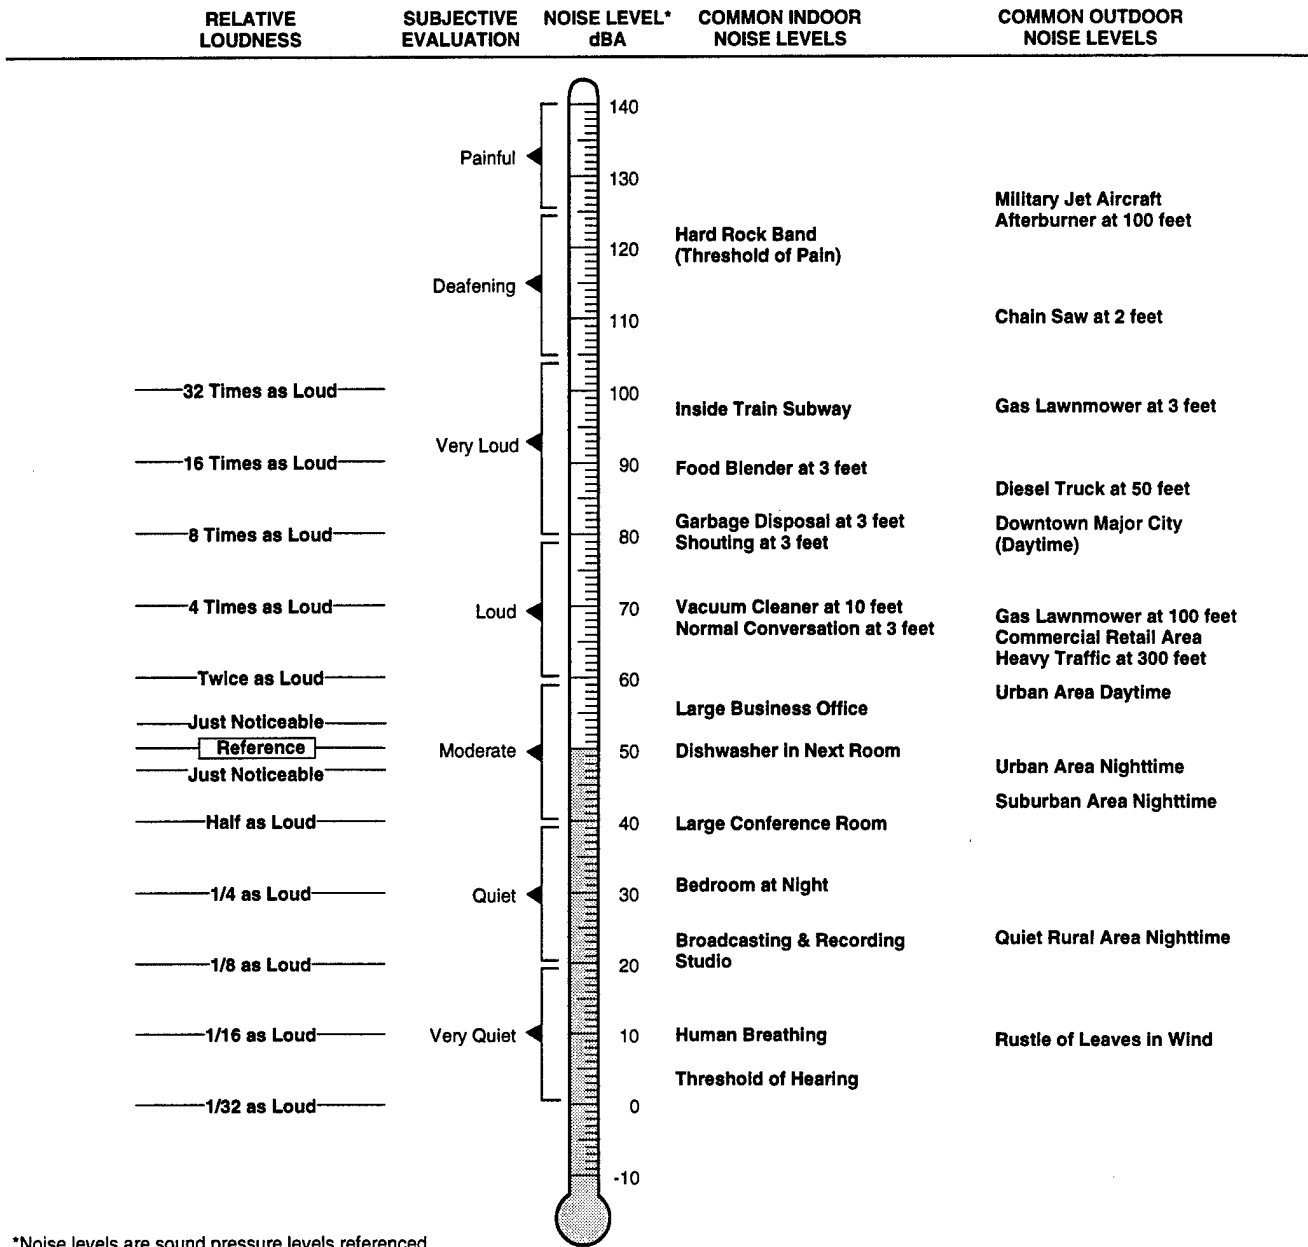 RELATIVE LOUDNESS
SUBJECTIVE EVALUATION
NOISE LEVEL* dBA
COMMON INDOOR NOISE LEVELS
COMMON OUTDOOR NOISE LEVELS
32 Times as Loud
16 Times as Loud
8 Times as Loud
4 Times as Loud
Twice as Loud
Just Noticeable
Reference
Just Noticeable
Half as Loud
1/4 as Loud
1/8 as Loud
1/16 as Loud
1/32 as Loud
Painful
Deafening
Very Loud
Loud
Moderate
Quiet
Very Quiet
140
130
120
110
100
90
80
70
60
50
40
30
20
10
0
-10
Hard Rock Band
(Threshold of Pain)
Inside Train Subway
Food Blender at 3 feet
Garbage Disposal at 3 feet
Shouting at 3 feet
Vacuum Cleaner at 10 feet
Normal Conversation at 3 feet
Large Business Office
Dishwasher in Next Room
Large Conference Room
Bedroom at Night
Broadcasting & Recording
Studio
Human Breathing
Threshold of Hearing
Military Jet Aircraft
Afterburner at 100 feet
Chain Saw at 2 feet
Gas Lawnmower at 3 feet
Diesel Truck at 50 feet
Downtown Major City
(Daytime)
Gas Lawnmower at 100 feet
Commercial Retail Area
Heavy Traffic at 300 feet
Urban Area Daytime
Urban Area Nighttime
Suburban Area Nighttime
Quiet Rural Area Nighttime
Rustle of Leaves in Wind
*Noise levels are sound pressure levels referenced